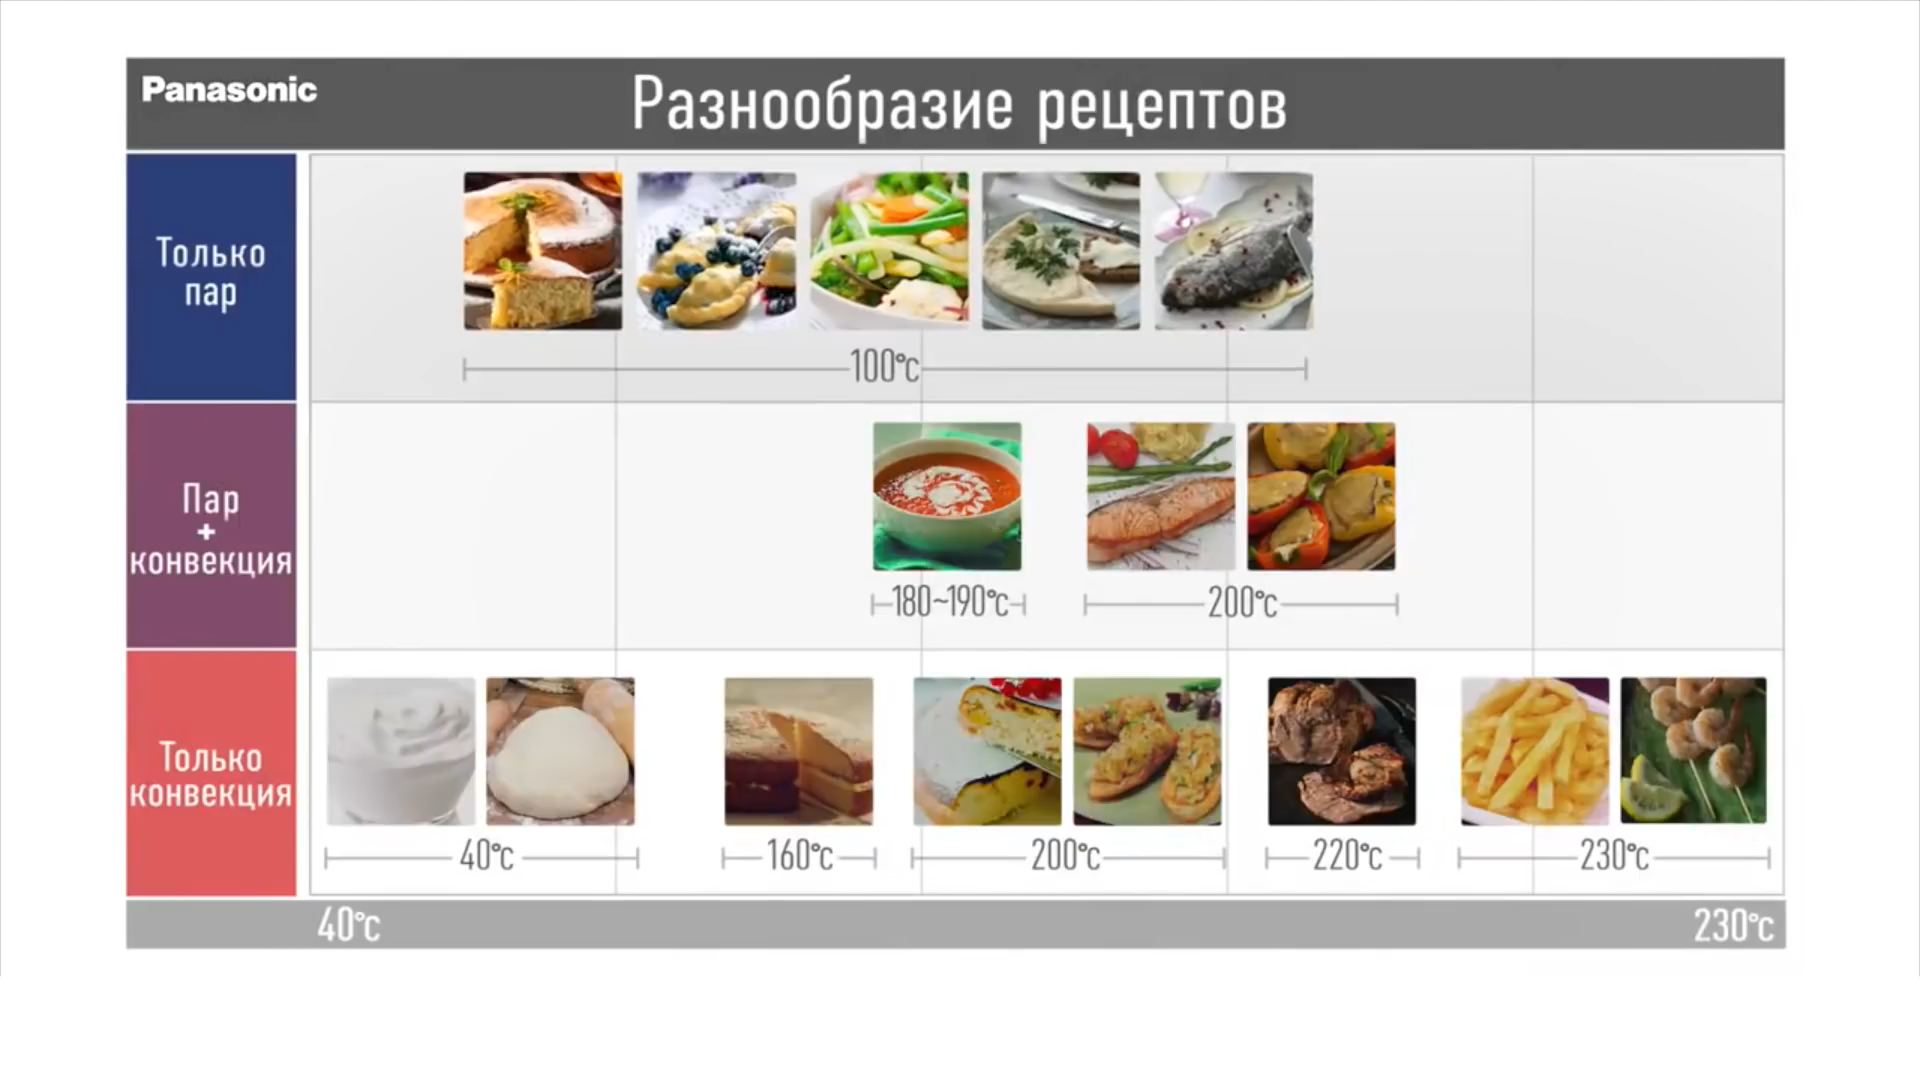 Panasonic
Разнообразие рецептов
Только
пар
100°c
Пар
+
конвекция
180~190°c
200°c
Только
конвекция
40°c
160°c
200°c
220°c
230°c
40°c
230°c